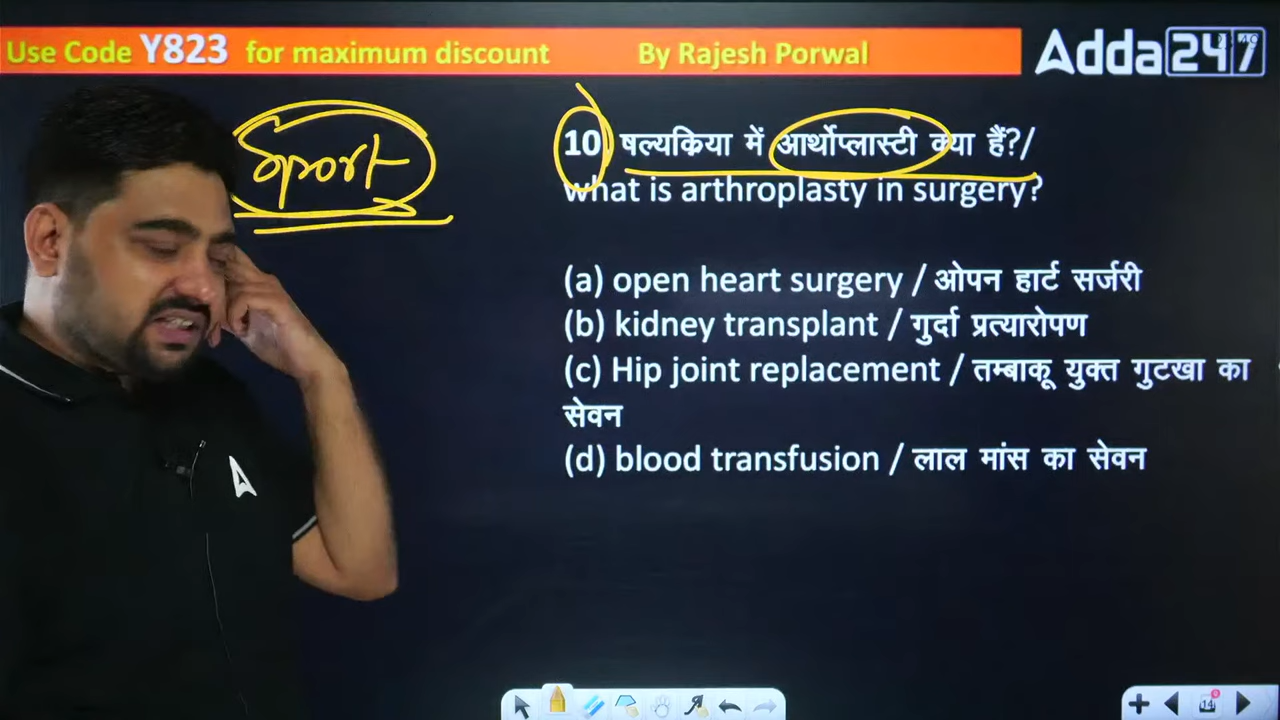 Use Code Y823 for maximum discount By Rajesh Porwal
Adda247
Sport
10 षल्यकिया में आर्थोप्लास्टी क्या हैं?/
what is arthroplasty in surgery?
(a) open heart surgery / ओपन हार्ट सर्जरी
(b) kidney transplant / गुर्दा प्रत्यारोपण
(c) Hip joint replacement / तम्बाकू युक्त गुटखा का
सेवन
(d) blood transfusion / लाल मांस का सेवन
14